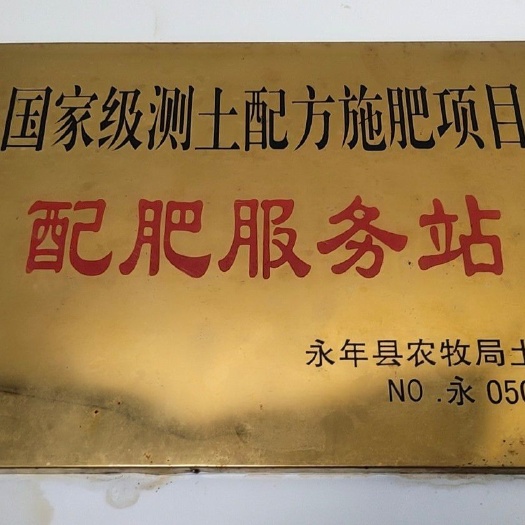 国家级测土配方施肥项目
配肥服务站
永年县农牧局土
NO .永 050